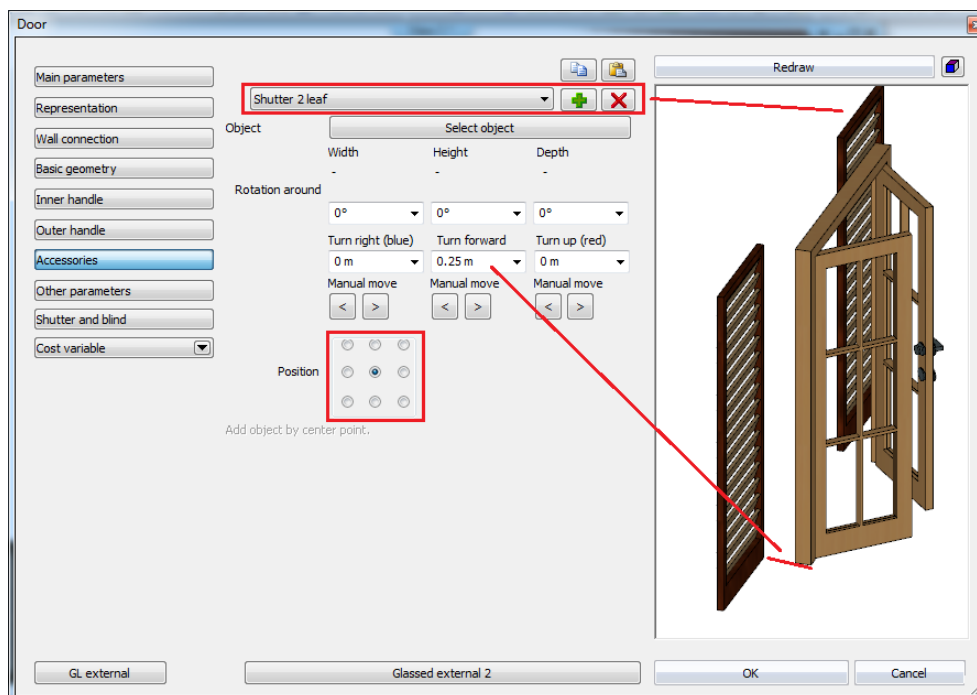 Door
Main parameters
Representation
Wall connection
Basic geometry
Inner handle
Outer handle
Accessories
Other parameters
Shutter and blind
Cost variable
Shutter 2 leaf
Object
Select object
Width Height Depth
- - -
Rotation around
0° 0° 0°
Turn right (blue) Turn forward Turn up (red)
0 m 0.25 m 0 m
Manual move Manual move Manual move
< > < > < >
Position
Add object by center point.
Redraw
GL external
Glassed external 2
OK
Cancel